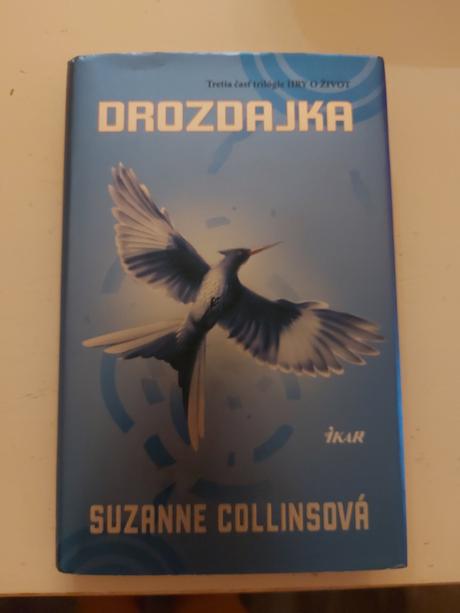 Tretia časť trilógie HRY O ŽIVOT
DROZDAJKA
IKAR
SUZANNE COLLINSOVÁ